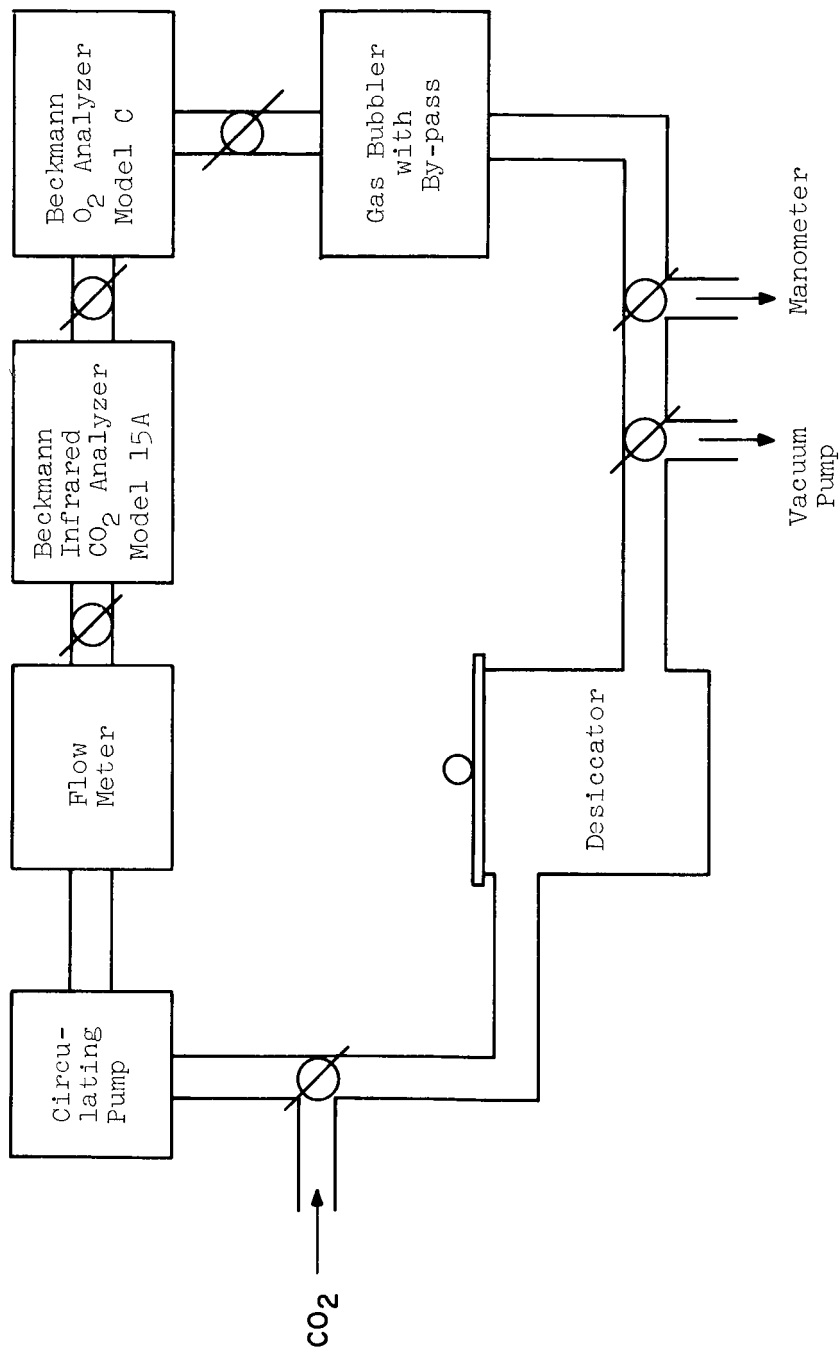 Circu-
lating
Pump
Flow
Meter
Beckmann
Infrared
CO₂ Analyzer
Model 15A
Beckmann
O₂ Analyzer
Model C
Gas Bubbler
with
By-pass
CO₂
Desiccator
Vacuum
Pump
Manometer